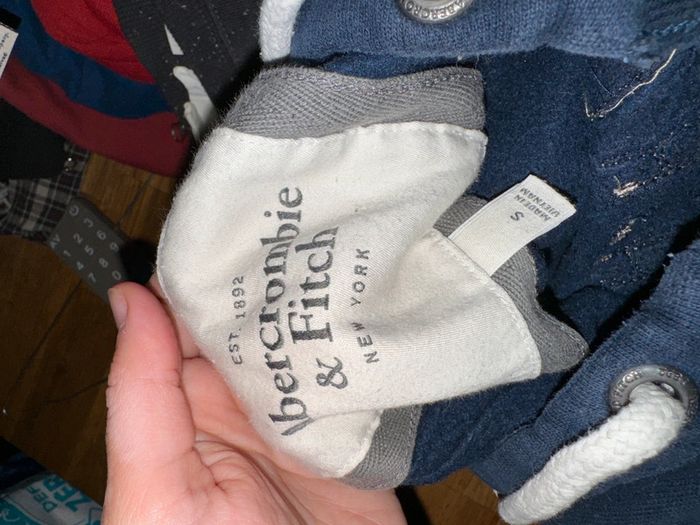 EST. 1892
Abercrombie
& Fitch
NEW YORK
S
MADE IN
VIETNAM